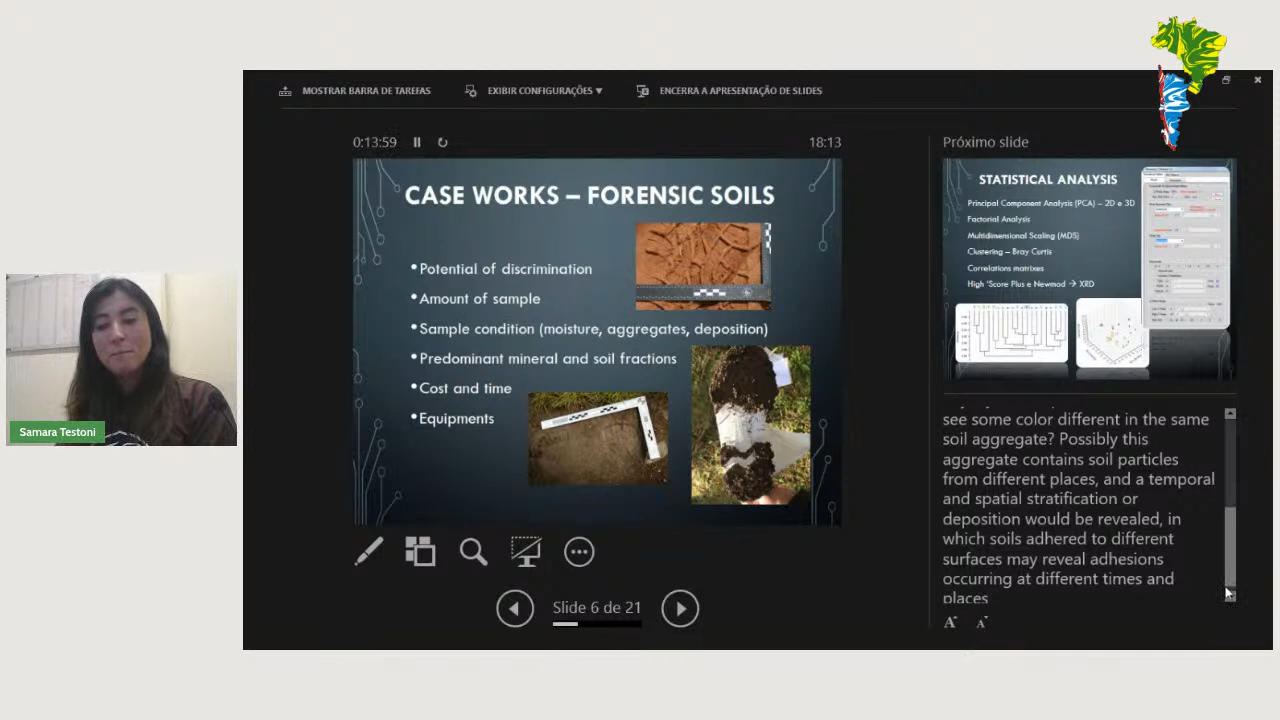 MOSTRAR BARRA DE TAREFAS
EXIBIR CONFIGURAÇÕES ▼
ENCERRA A APRESENTAÇÃO DE SLIDES
0:13:59
18:13
CASE WORKS – FORENSIC SOILS
•Potential of discrimination
•Amount of sample
•Sample condition (moisture, aggregates, deposition)
•Predominant mineral and soil fractions
•Cost and time
•Equipments
Slide 6 de 21
Samara Testoni
Próximo slide
STATISTICAL ANALYSIS
Principal Component Analysis (PCA) – 2D e 3D
Factorial Analysis
Multidimensional Scaling (MDS)
Clustering – Bray Curtis
Correlations matrixes
High 'Score Plus e Newmod → XRD
see some color different in the same
soil aggregate? Possibly this
aggregate contains soil particles
from different places, and a temporal
and spatial stratification or
deposition would be revealed, in
which soils adhered to different
surfaces may reveal adhesions
occurring at different times and
places
A A